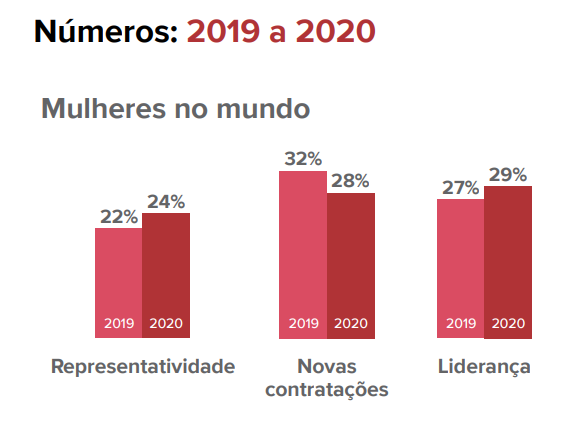 Números: 2019 a 2020
Mulheres no mundo
22%
24%
2019
2020
Representatividade
32%
28%
2019
2020
Novas
contratações
27%
29%
2019
2020
Liderança